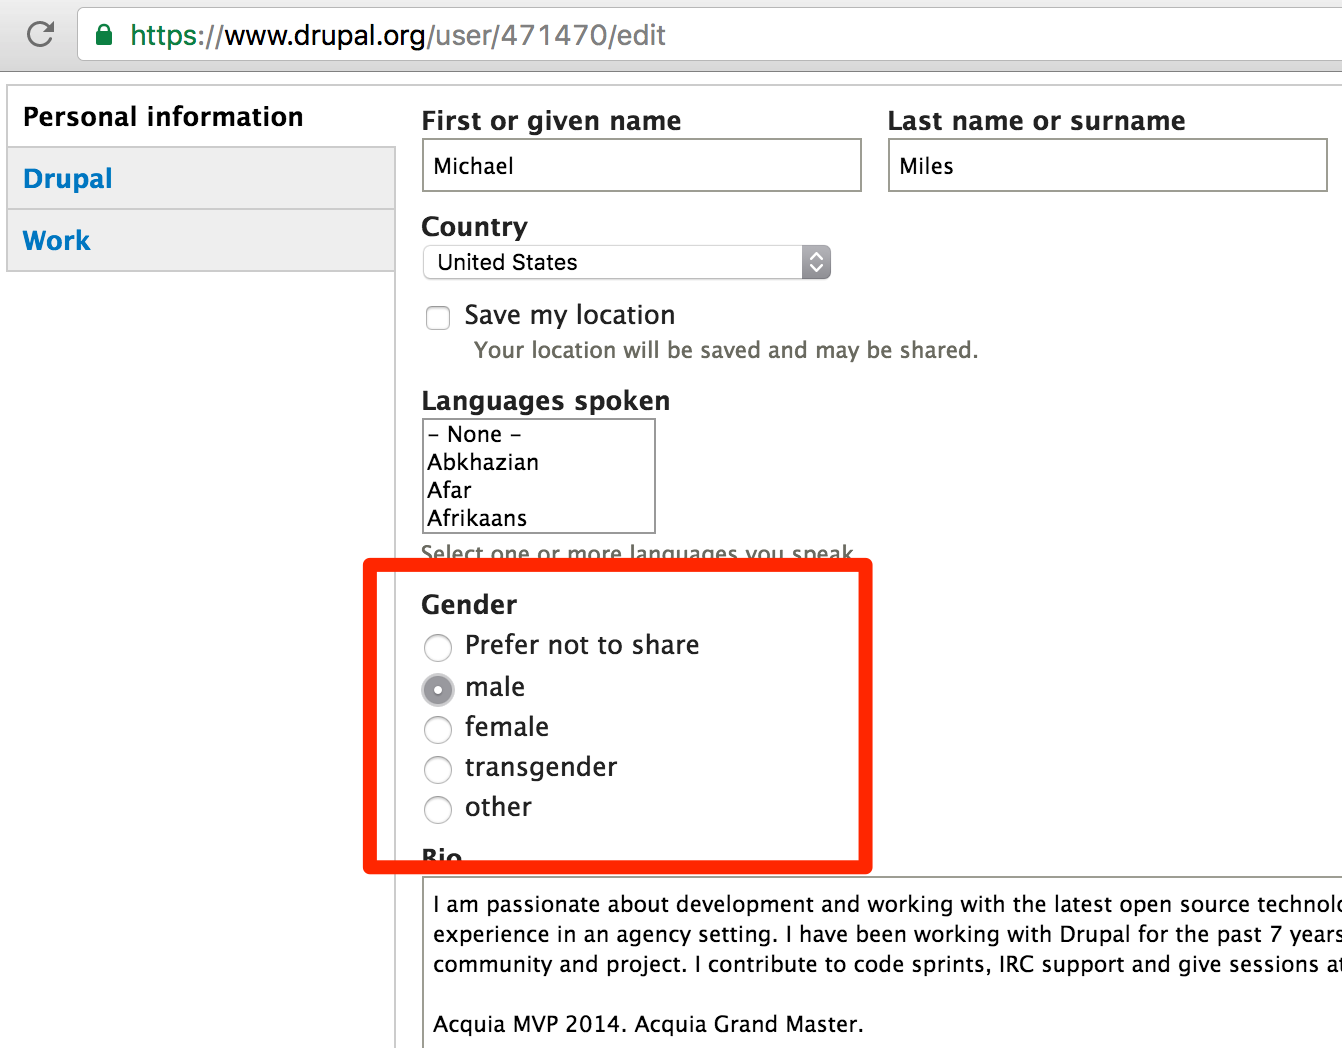 https://www.drupal.org/user/471470/edit
Personal information
Drupal
Work
First or given name
Last name or surname
Michael
Miles
Country
United States
Save my location
Your location will be saved and may be shared.
Languages spoken
- None -
Abkhazian
Afar
Afrikaans
Select one or more languages you speak
Gender
Prefer not to share
male
female
transgender
other
Bio
I am passionate about development and working with the latest open source
experience in an agency setting. I have been working with Drupal for the past 7 years
community and project. I contribute to code sprints, IRC support and give sessions
Acquia MVP 2014. Acquia Grand Master.